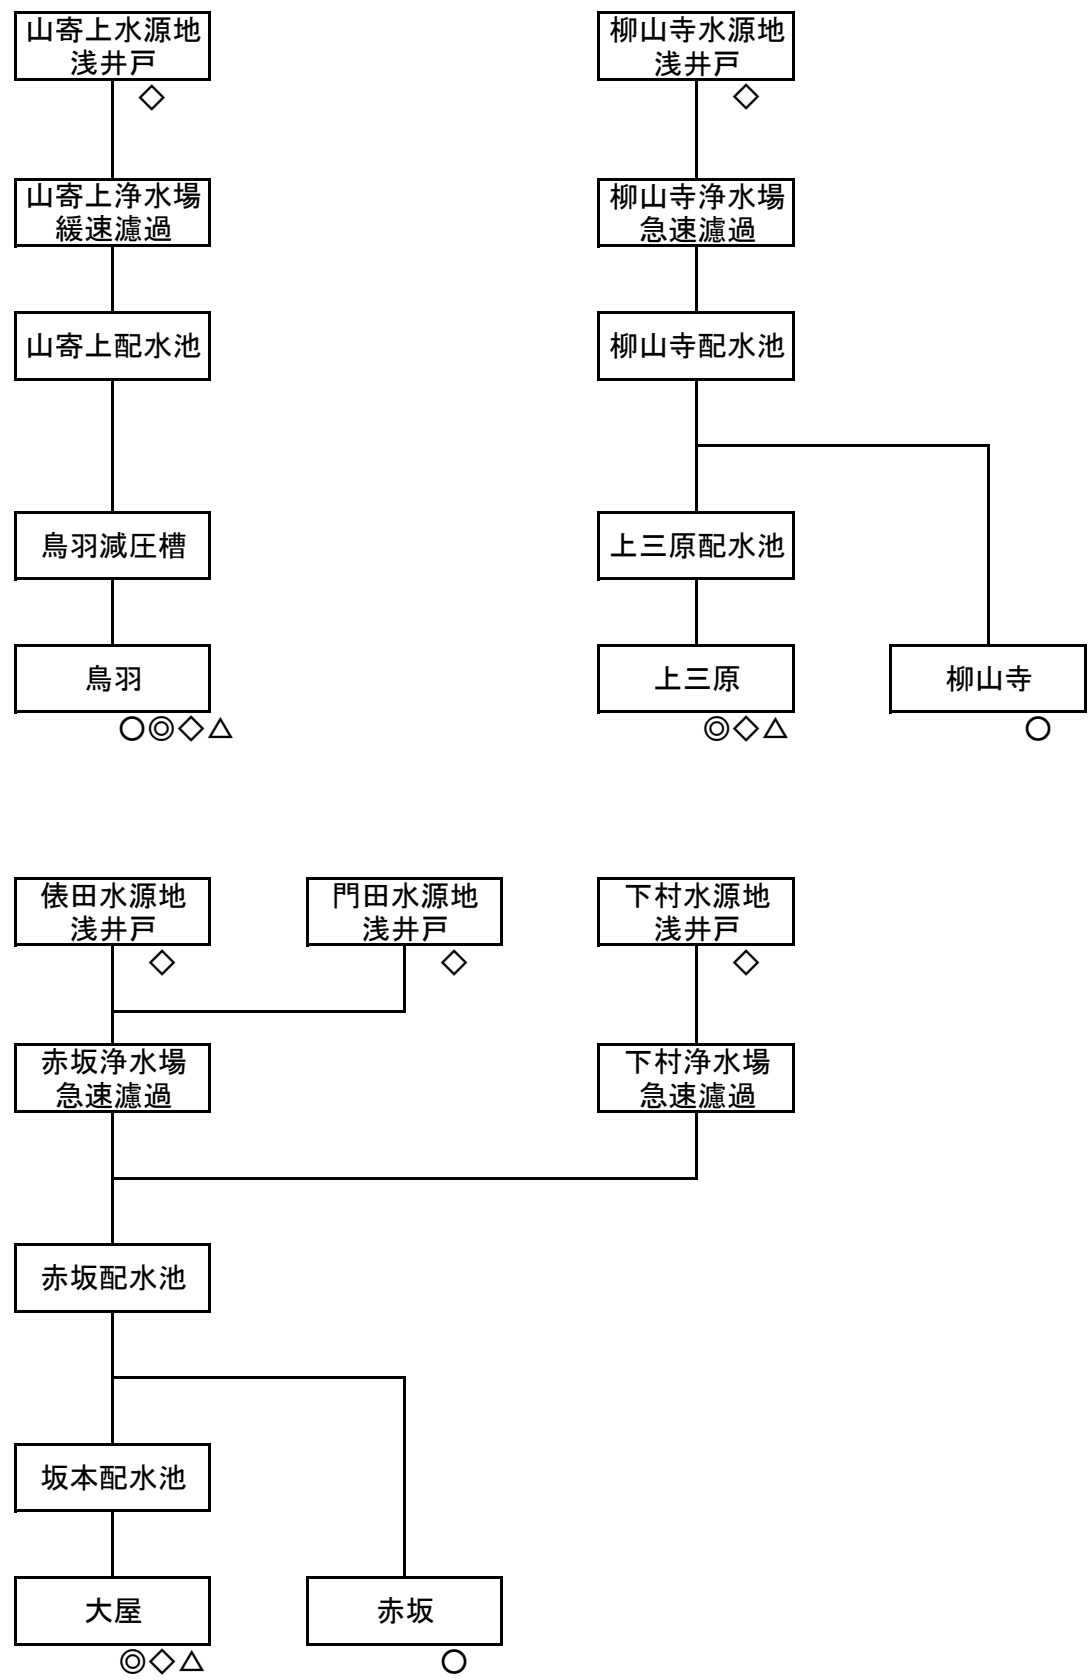 山寄上水源地
浅井戸
◇
山寄上浄水場
緩速濾過
山寄上配水池
鳥羽減圧槽
鳥羽
○◎◇△
柳山寺水源地
浅井戸
◇
柳山寺浄水場
急速濾過
柳山寺配水池
上三原配水池
上三原
◎◇△
柳山寺
○
俵田水源地
浅井戸
◇
門田水源地
浅井戸
◇
下村水源地
浅井戸
◇
赤坂浄水場
急速濾過
下村浄水場
急速濾過
赤坂配水池
坂本配水池
大屋
◎◇△
赤坂
○